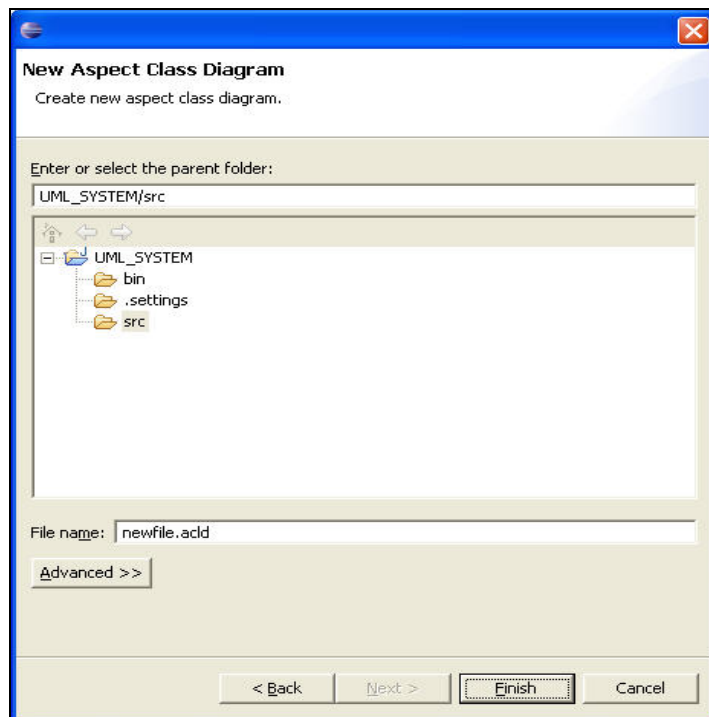 New Aspect Class Diagram
Create new aspect class diagram.
Enter or select the parent folder:
UML_SYSTEM/src
UML_SYSTEM
bin
.settings
src
File name: newfile.acld
Advanced >>
< Back Next > Finish Cancel